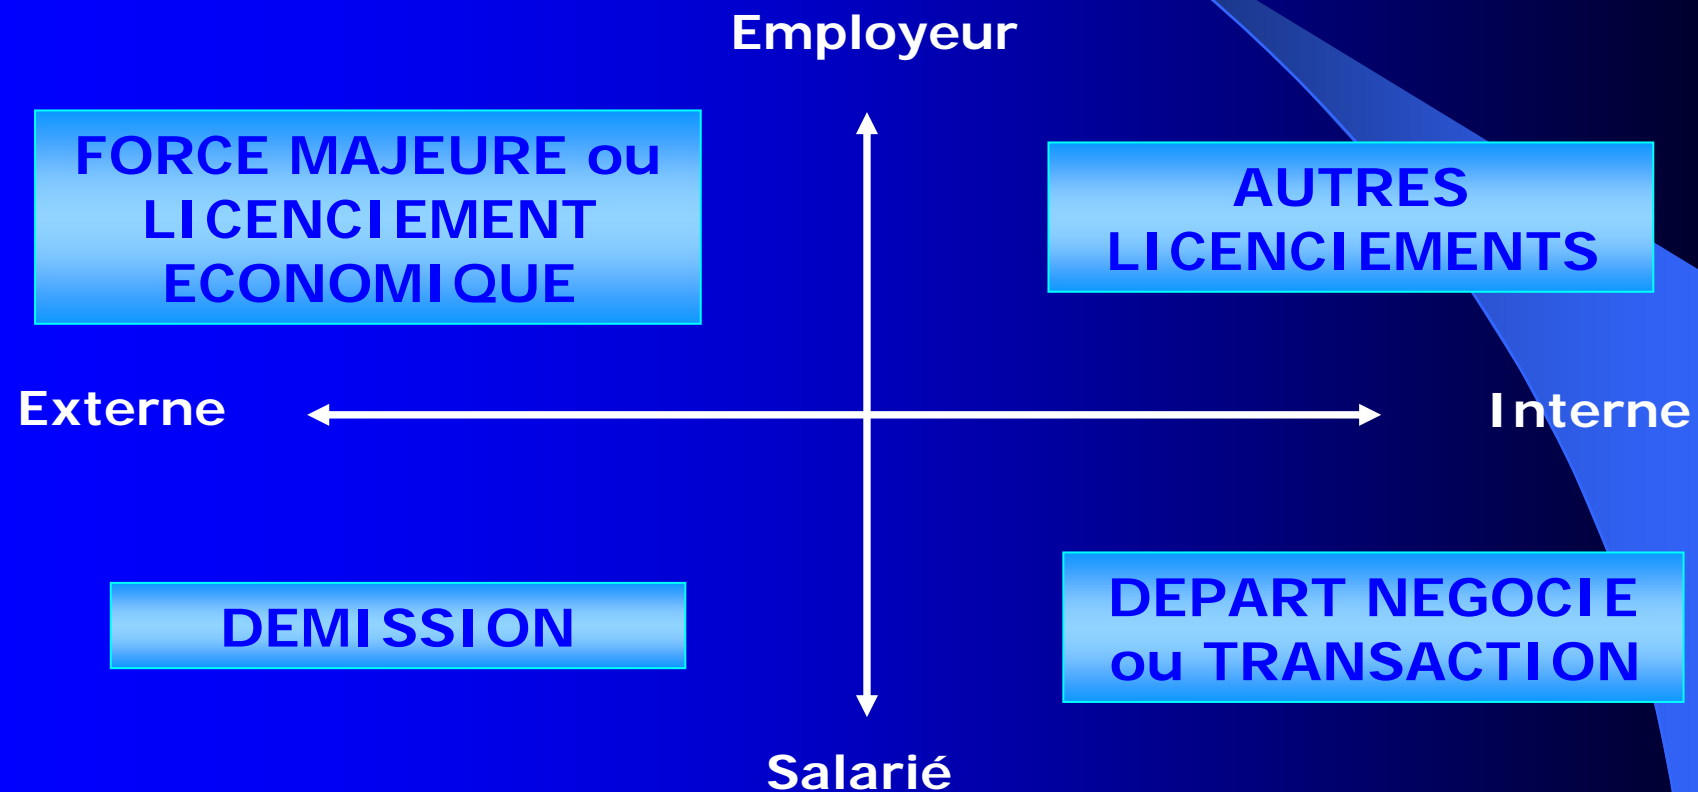 Employeur
FORCE MAJEURE ou
LICENCIEMENT
ECONOMIQUE
AUTRES
LICENCIEMENTS
Externe
Interne
DEMISSION
DEPART NEGOCIE
ou TRANSACTION
Salarié